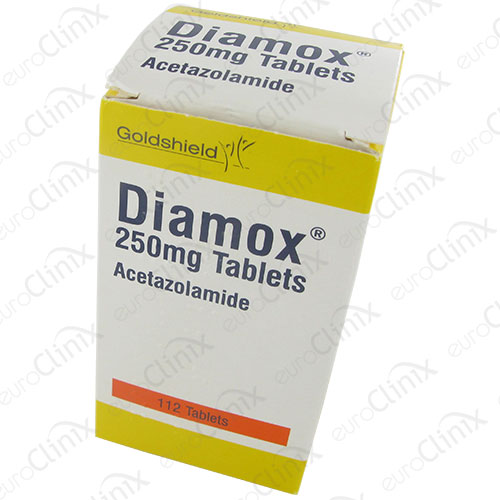 Diamox®
250mg Tablets
Acetazolamide
Goldshield
Diamox®
250mg Tablets
Acetazolamide
112 Tablets
euroClinix